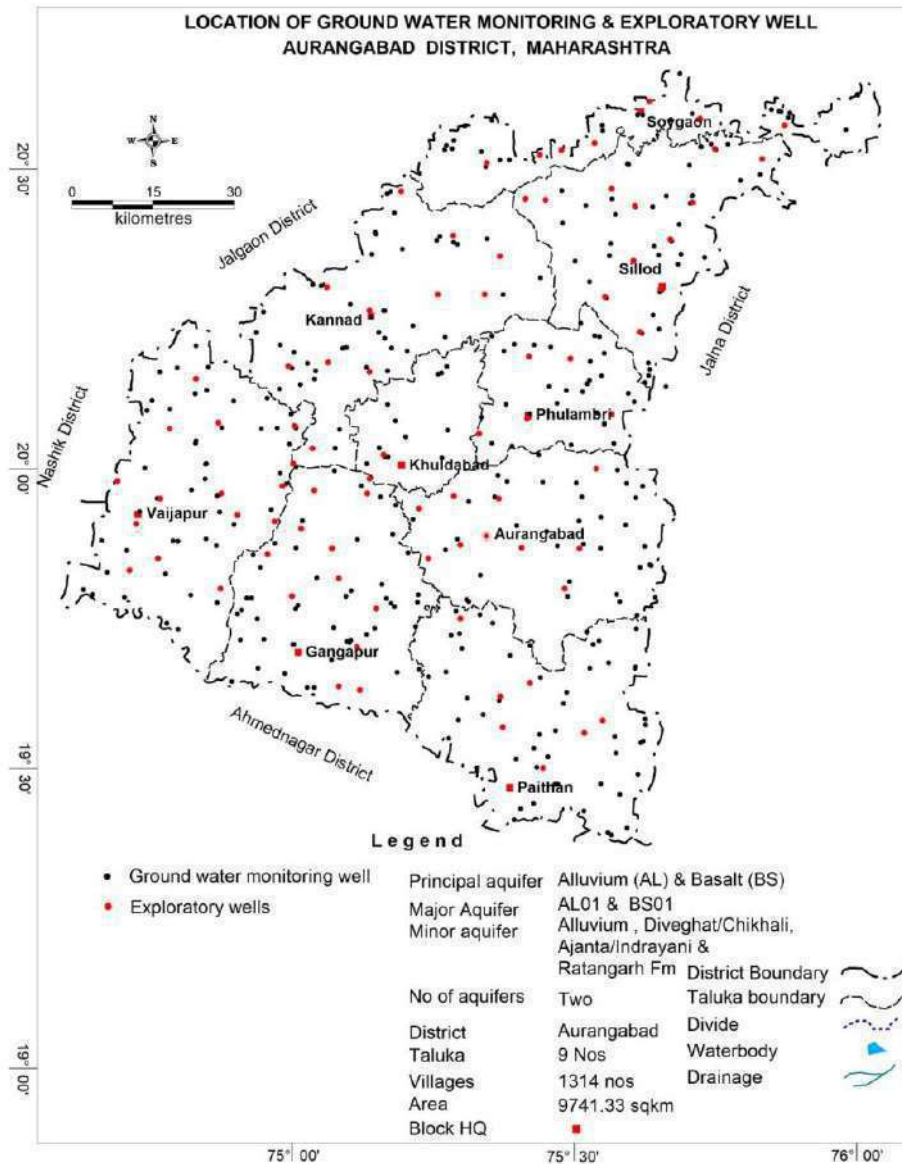 LOCATION OF GROUND WATER MONITORING & EXPLORATORY WELL
AURANGABAD DISTRICT, MAHARASHTRA
N
W E
S
0 15 30
kilometres
20° 30'
20° 00'
19° 30'
19° 00'
75° 00'
75° 30'
76° 00'
Jalgaon District
Jalna District
Nashik District
Ahmednagar District
Soygaon
Sillod
Kannad
Phulambri
Khuldabad
Vaijapur
Aurangabad
Gangapur
Paithan
Legend
Ground water monitoring well
Exploratory wells
Principal aquifer Alluvium (AL) & Basalt (BS)
Major Aquifer AL01 & BS01
Minor aquifer Alluvium , Diveghat/Chikhali,
Ajanta/Indrayani &
Ratangarh Fm
No of aquifers Two
District Aurangabad
Taluka 9 Nos
Villages 1314 nos
Area 9741.33 sqkm
Block HQ
District Boundary
Taluka boundary
Divide
Waterbody
Drainage